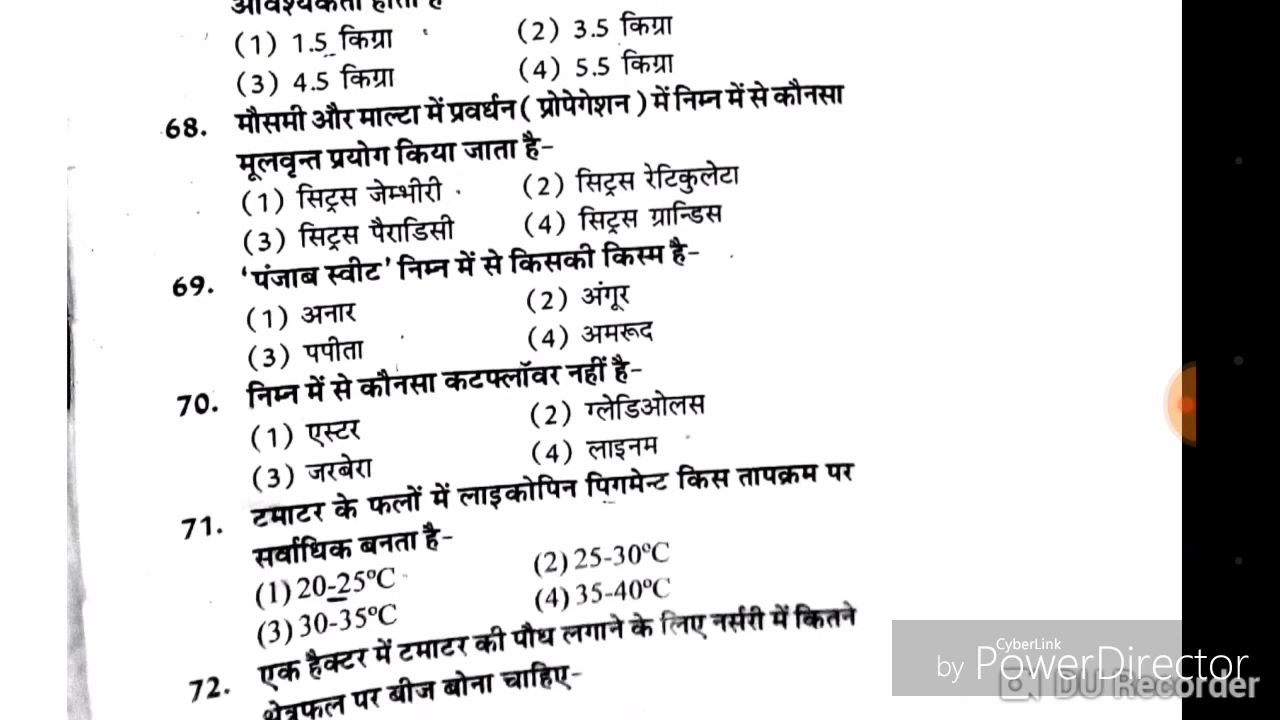 आवश्यकता होती है
(1) 1.5 किग्रा (2) 3.5 किग्रा
(3) 4.5 किग्रा (4) 5.5 किग्रा
68. मौसमी और माल्टा में प्रवर्धन ( प्रोपेगेशन ) में निम्न में से कौनसा
मूलवृन्त प्रयोग किया जाता है-
(1) सिट्रस जेम्भीरी (2) सिट्रस रेटिकुलेटा
(3) सिट्रस पैराडिसी (4) सिट्रस ग्रान्डिस
69. 'पंजाब स्वीट' निम्न में से किसकी किस्म है-
(1) अनार (2) अंगूर
(3) पपीता (4) अमरूद
70. निम्न में से कौनसा कटफ्लॉवर नहीं है-
(1) एस्टर (2) ग्लेडिओलस
(3) जरबेरा (4) लाइनम
71. टमाटर के फलों में लाइकोपिन पिगमेन्ट किस तापक्रम पर
सर्वाधिक बनता है-
(1) 20-25°C (2) 25-30°C
(3) 30-35°C (4) 35-40°C
72. एक हैक्टर में टमाटर की पौध लगाने के लिए नर्सरी में कितने
क्षेत्रफल पर बीज बोना चाहिए-
CyberLink
by PowerDirector
DU Recorder